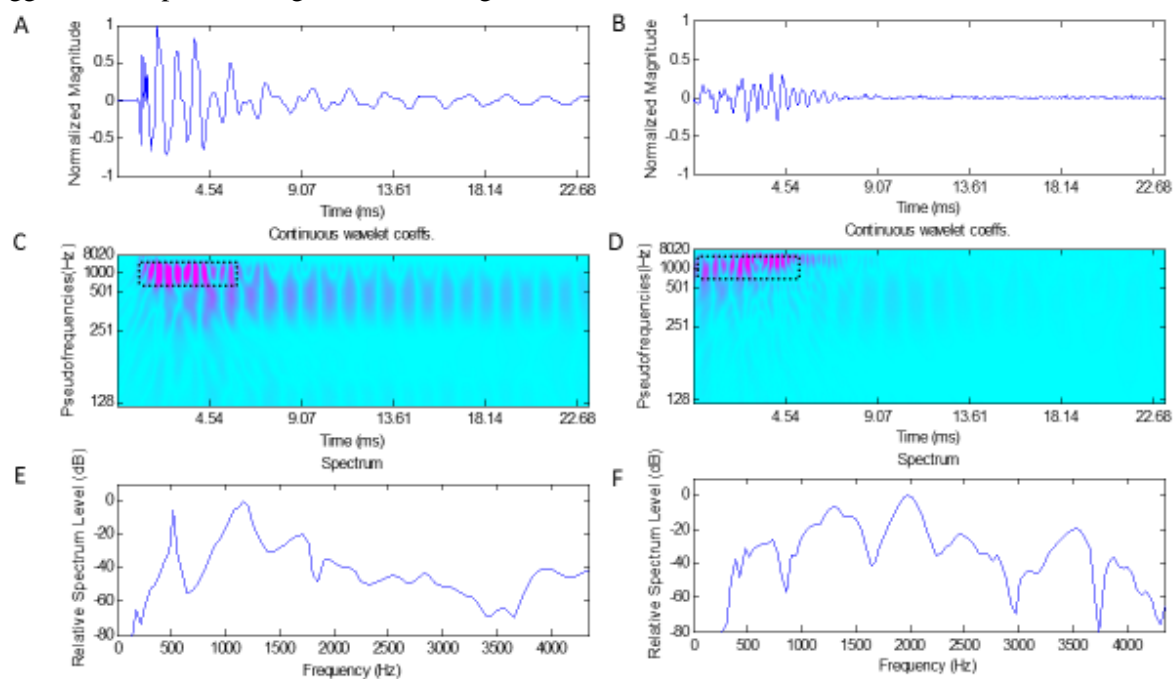 A
B
1
0.5
0
-0.5
-1
Normalized Magnitude
4.54 9.07 13.61 18.14 22.68
Time (ms)
1
0.5
0
-0.5
-1
Normalized Magnitude
4.54 9.07 13.61 18.14 22.68
Time (ms)
C
Continuous wavelet coeffs.
8020
1000
501
251
128
Pseudofrequencies(Hz
4.54 9.07 13.61 18.14 22.68
Time (ms)
D
Continuous wavelet coeffs.
8020
1000
501
251
128
Pseudofrequencies(Hz
4.54 9.07 13.61 18.14 22.68
Time (ms)
E
Spectrum
0
-20
-40
-60
-80
Relative Spectrum Level (dB)
0 500 1000 1500 2000 2500 3000 3500 4000
Frequency (Hz)
F
Spectrum
0
-20
-40
-60
-80
Relative Spectrum Level (dB)
0 500 1000 1500 2000 2500 3000 3500 4000
Frequency (Hz)